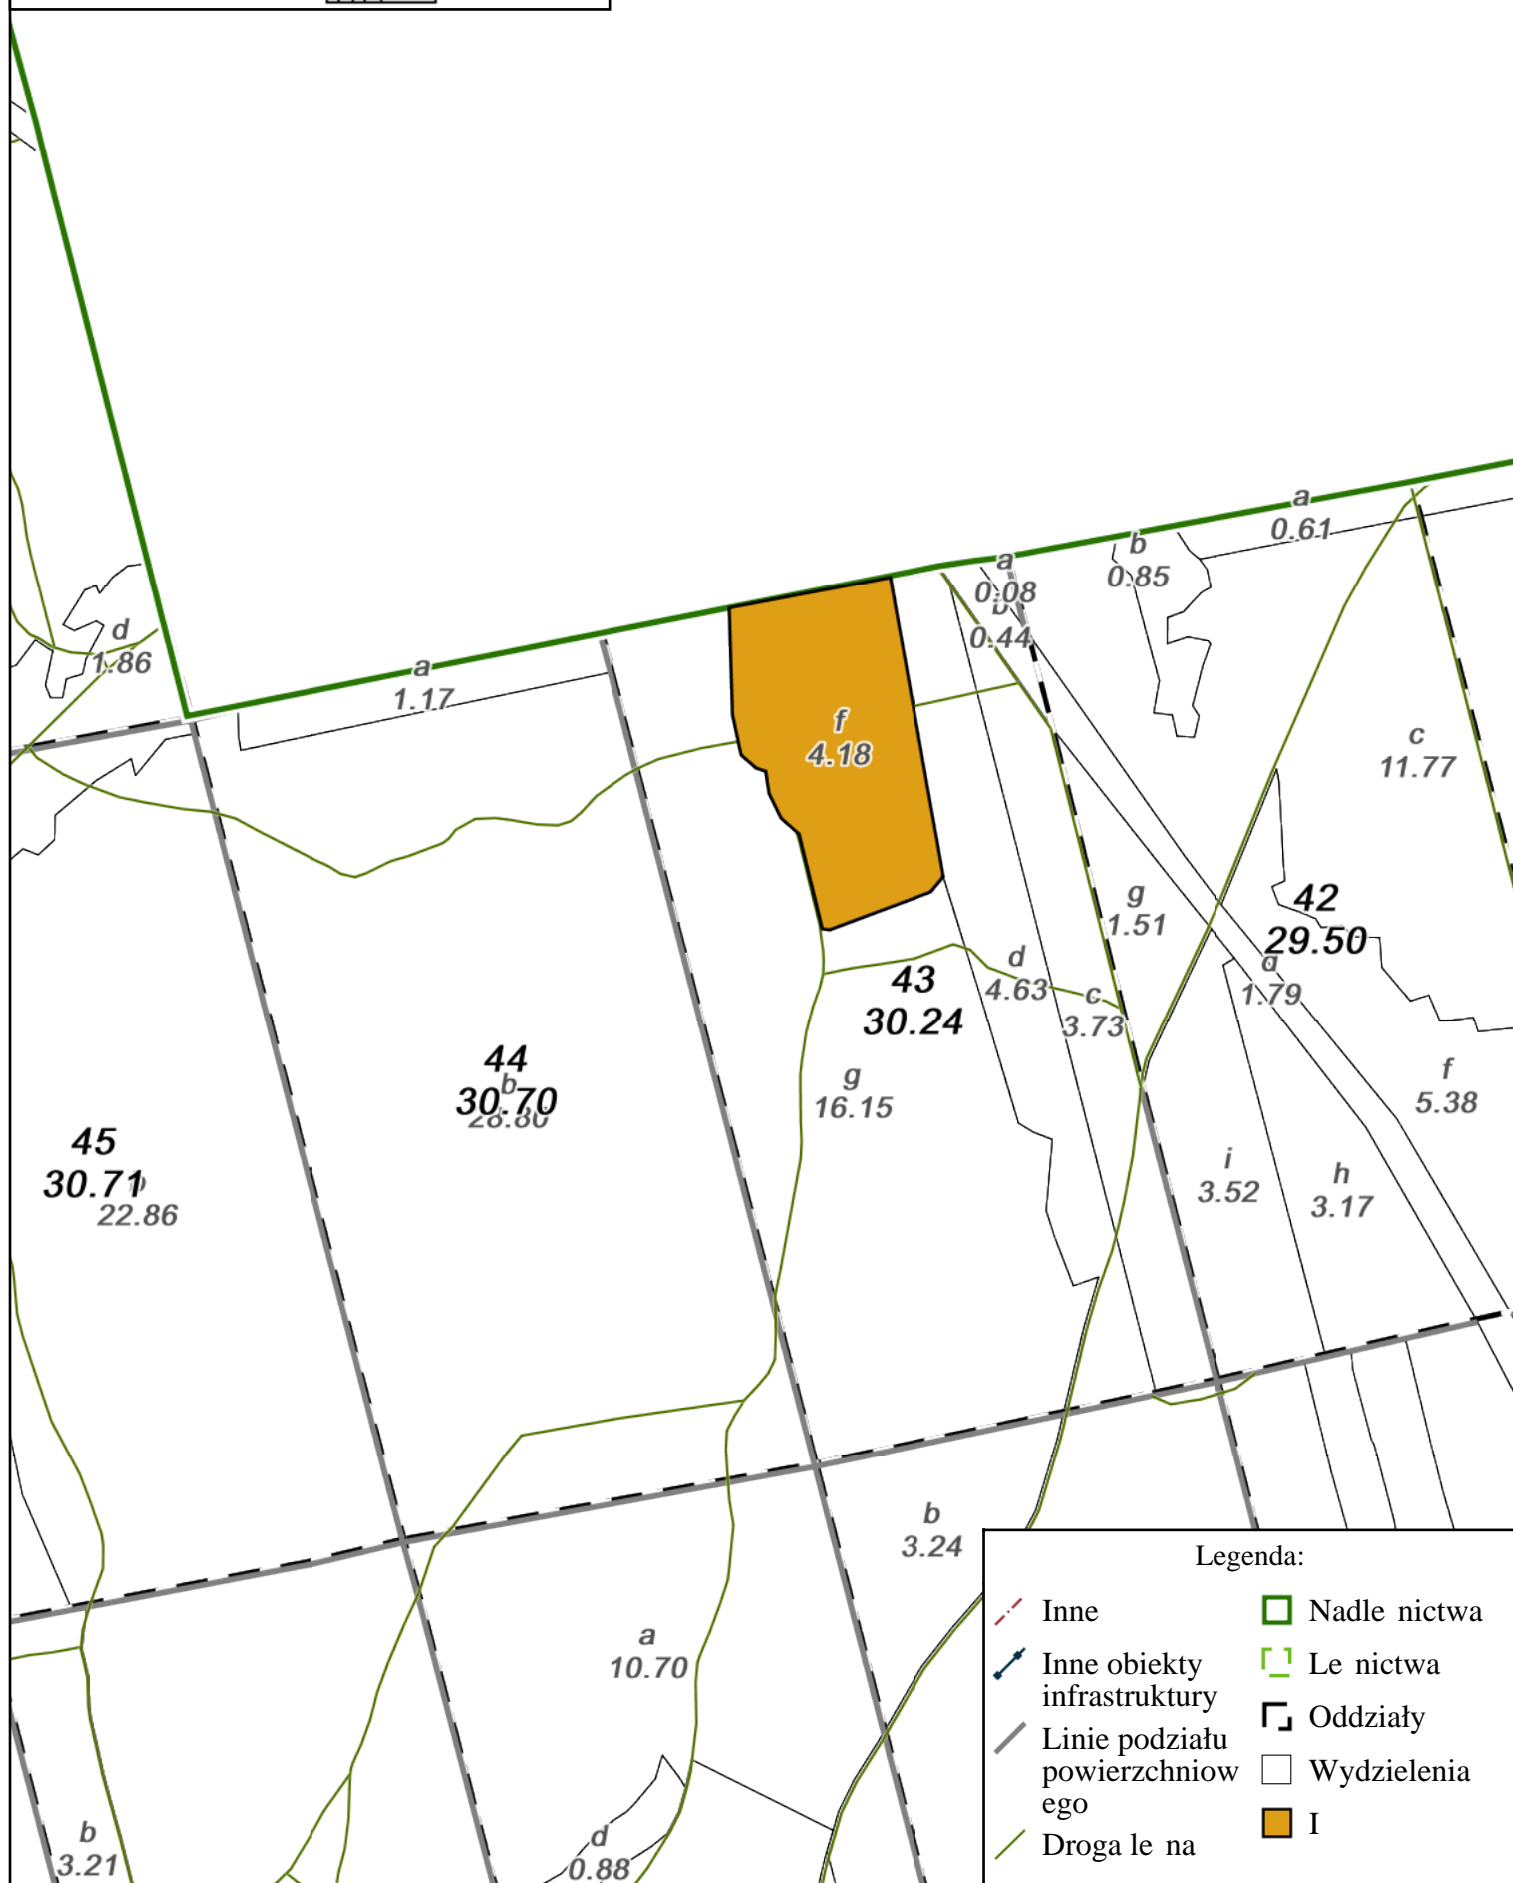 a
0.61
b
0.85
a
0.08
b
0.44
d
1.86
a
1.17
f
4.18
c
11.77
g
1.51
42
29.50
d
4.63
c
3.73
43
30.24
1.79
44
30.70
b
28.80
g
16.15
f
5.38
45
30.71
22.86
i
3.52
h
3.17
b
3.24
a
10.70
b
3.21
d
0.88
Legenda:
Inne
Inne obiekty
infrastruktury
Linie podziału
powierzchniow
ego
Droga le na
Nadle nictwa
Le nictwa
Oddziały
Wydzielenia
I